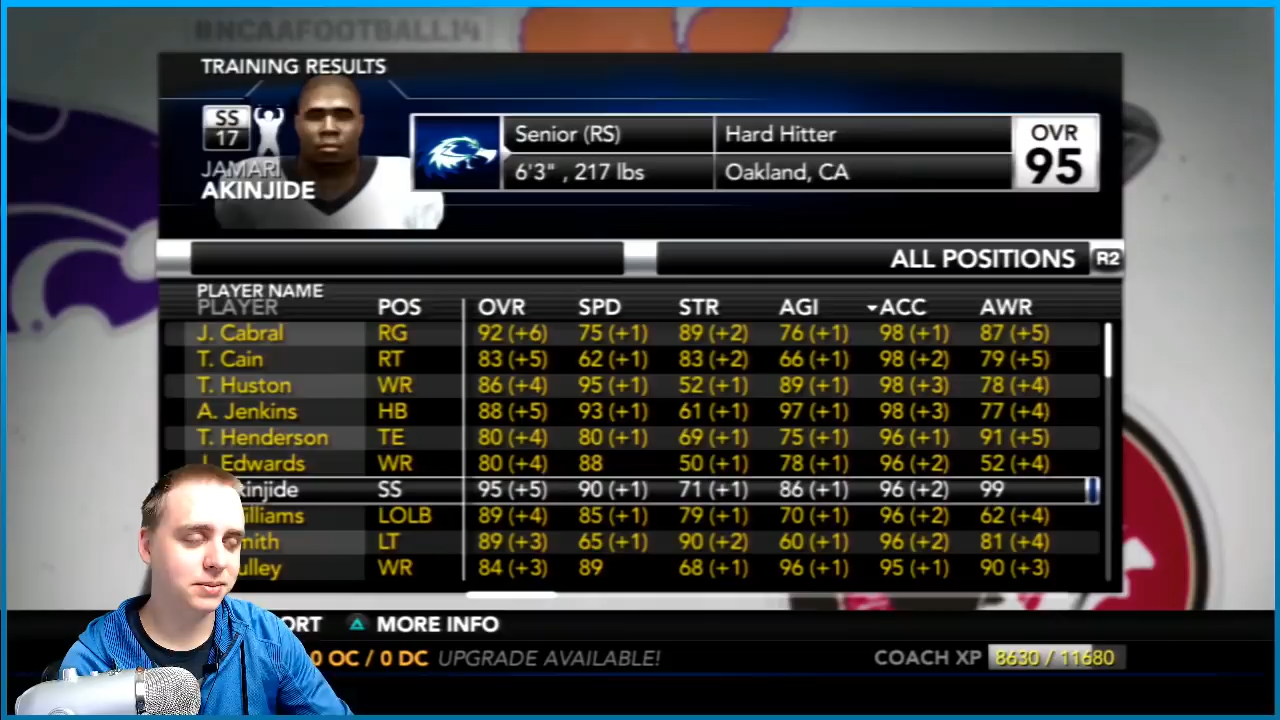 #NCAAFOOTBALL14
TRAINING RESULTS
SS
17
JAMARI
AKINJIDE
Senior (RS)
Hard Hitter
6'3" , 217 lbs
Oakland, CA
OVR
95
ALL POSITIONS R2
PLAYER NAME
PLAYER POS OVR SPD STR AGI ACC AWR
J. Cabral RG 92 (+6) 75 (+1) 89 (+2) 76 (+1) 98 (+1) 87 (+5)
T. Cain RT 83 (+5) 62 (+1) 83 (+2) 66 (+1) 98 (+2) 79 (+5)
T. Huston WR 86 (+4) 95 (+1) 52 (+1) 89 (+1) 98 (+3) 78 (+4)
A. Jenkins HB 88 (+5) 93 (+1) 61 (+1) 97 (+1) 98 (+3) 77 (+4)
T. Henderson TE 80 (+4) 80 (+1) 69 (+1) 75 (+1) 96 (+1) 91 (+5)
Edwards WR 80 (+4) 88 50 (+1) 78 (+1) 96 (+2) 52 (+4)
kinjide SS 95 (+5) 90 (+1) 71 (+1) 86 (+1) 96 (+2) 99
illiams LOLB 89 (+4) 85 (+1) 79 (+1) 70 (+1) 96 (+2) 62 (+4)
mith LT 89 (+3) 65 (+1) 90 (+2) 60 (+1) 96 (+2) 81 (+4)
ulley WR 84 (+3) 89 68 (+1) 96 (+1) 95 (+1) 90 (+3)
ORT MORE INFO
0 OC / 0 DC UPGRADE AVAILABLE!
COACH XP 8630 / 11680